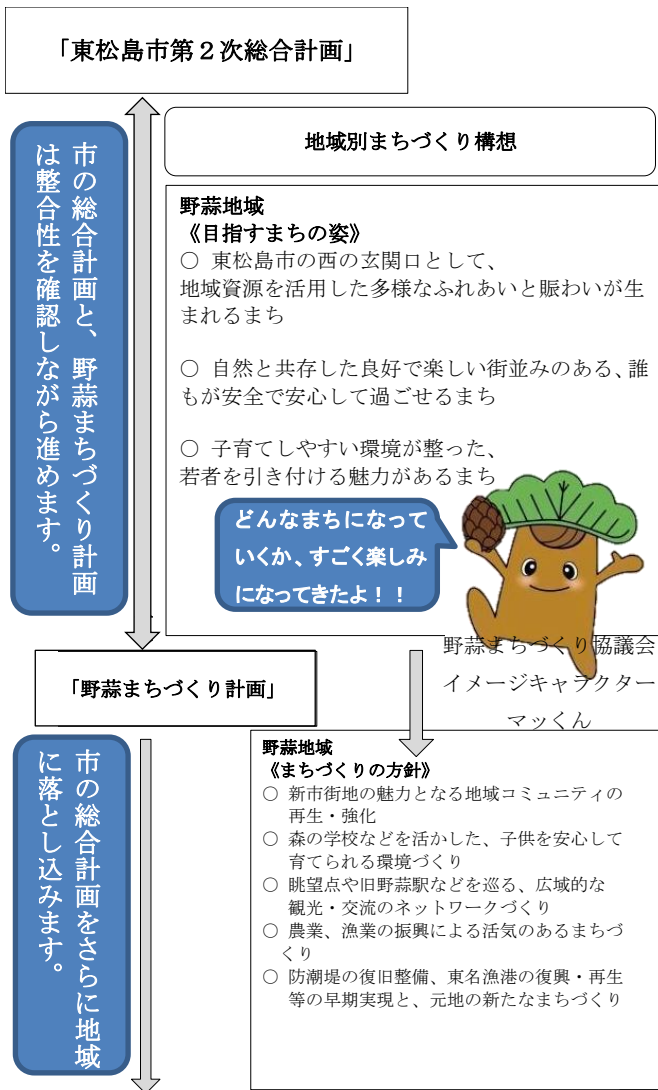 「東松島市第２次総合計画」
市の総合計画と、野蒜まちづくり計画
は整合性を確認しながら進めます。
地域別まちづくり構想
野蒜地域
《目指すまちの姿》
○ 東松島市の西の玄関口として、
地域資源を活用した多様なふれあいと賑わいが生
まれるまち
○ 自然と共存した良好で楽しい街並みのある、誰
もが安全で安心して過ごせるまち
○ 子育てしやすい環境が整った、
若者を引き付ける魅力があるまち
どんなまちになって
いくか、すごく楽しみ
になってきたよ！！
野蒜まちづくり協議会
イメージキャラクター
マッくん
「野蒜まちづくり計画」
市の総合計画をさらに地域
に落とし込みます。
野蒜地域
《まちづくりの方針》
○ 新市街地の魅力となる地域コミュニティの
再生・強化
○ 森の学校などを活かした、子供を安心して
育てられる環境づくり
○ 眺望点や旧野蒜駅などを巡る、広域的な
観光・交流のネットワークづくり
○ 農業、漁業の振興による活気のあるまちづ
くり
○ 防潮堤の復旧整備、東名漁港の復興・再生
等の早期実現と、元地の新たなまちづくり